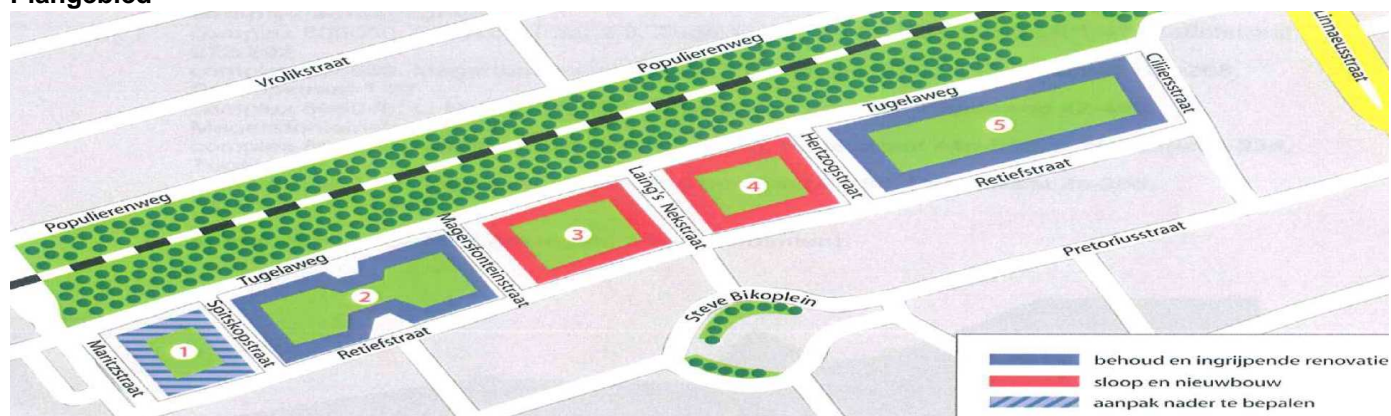 Plangebied
Vrolikstraat
Populierenweg
Linnaeusstraat
Populierenweg
Tugelaweg
Ciliersstraat
5
Hertzogstraat
Retiefstraat
4
Laing's Nekstraat
3
Magersfonteinstraat
Pretoriusstraat
Tugelaweg
2
Spitskopstraat
Retiefstraat
Steve Bikoplein
1
Maritzstraat
behoud en ingrijpende renovatie
sloop en nieuwbouw
aanpak nader te bepalen